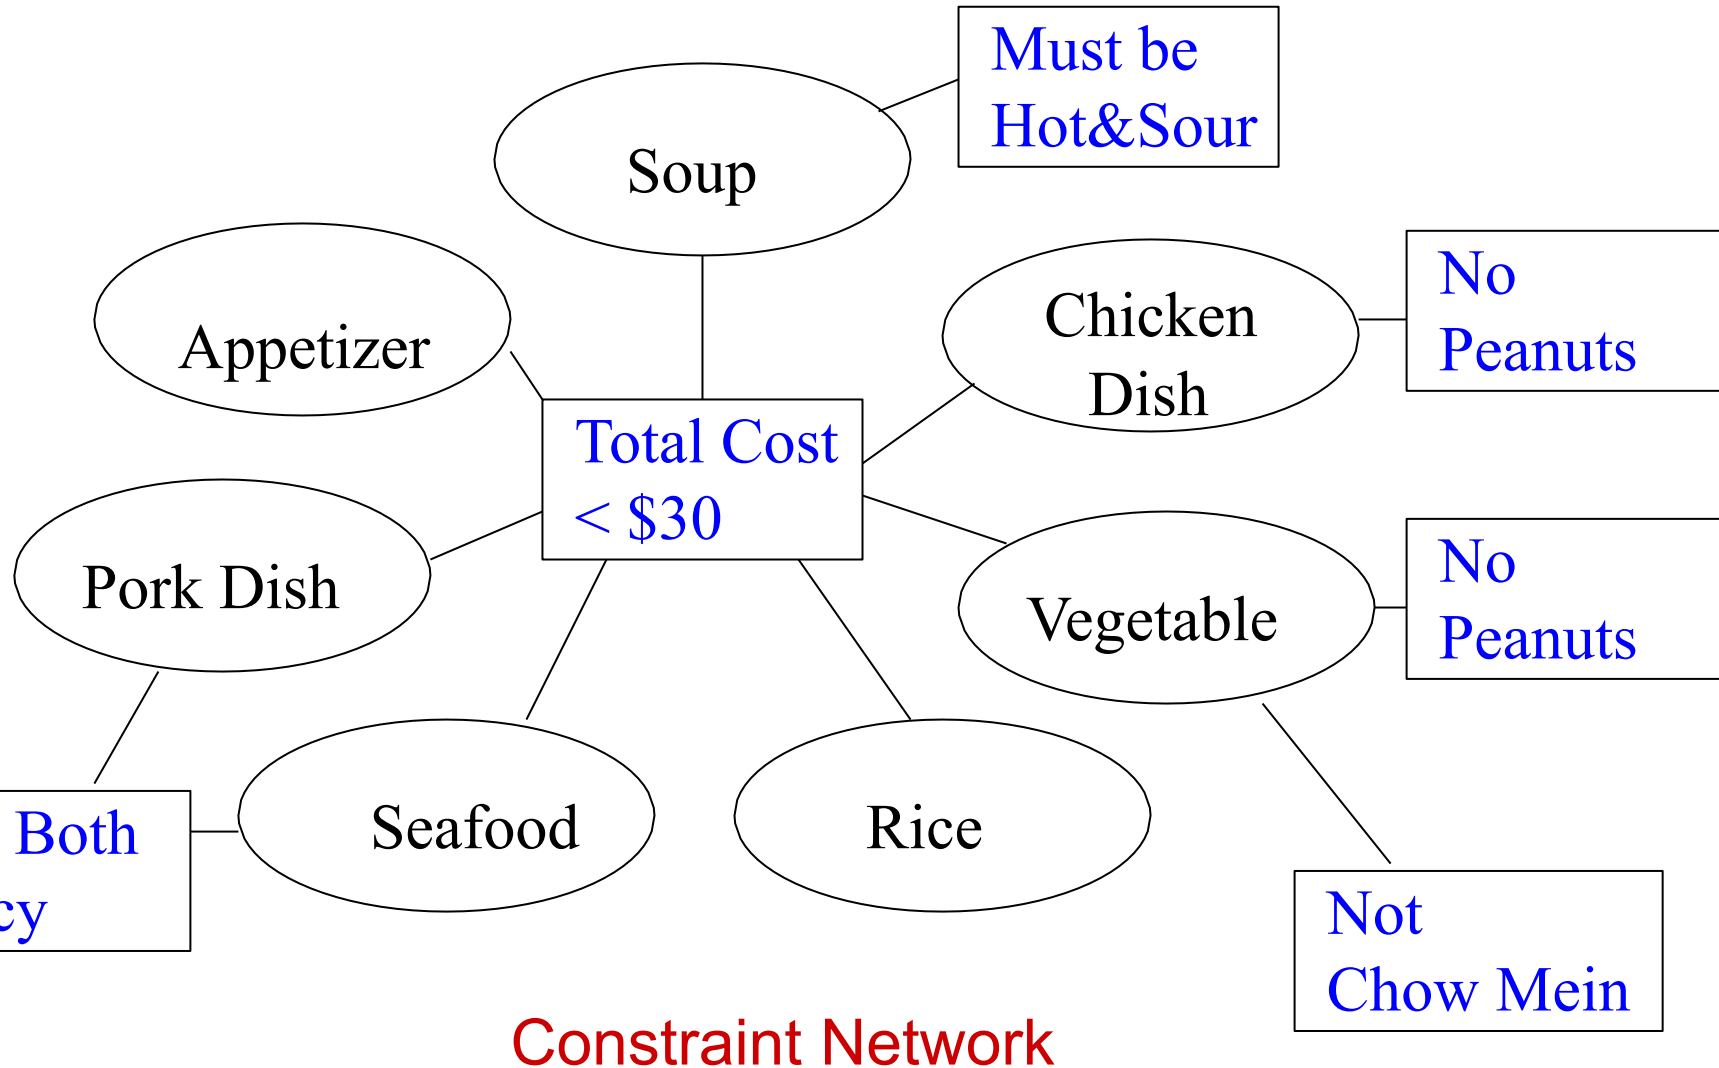 Must be
Hot&Sour
Soup
No
Peanuts
Chicken
Dish
Appetizer
Total Cost
< $30
No
Peanuts
Pork Dish
Vegetable
Both
cy
Seafood
Rice
Not
Chow Mein
Constraint Network